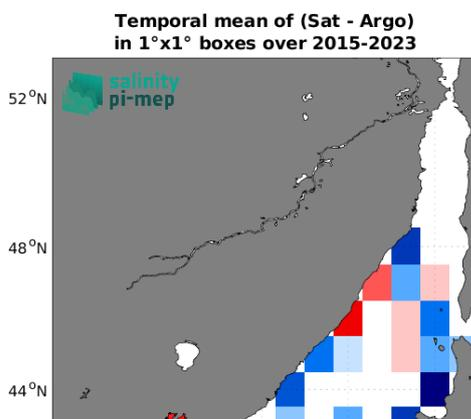 Temporal mean of (Sat - Argo)
in 1°x1° boxes over 2015-2023
salinity
pi-mep
52°N
48°N
44°N